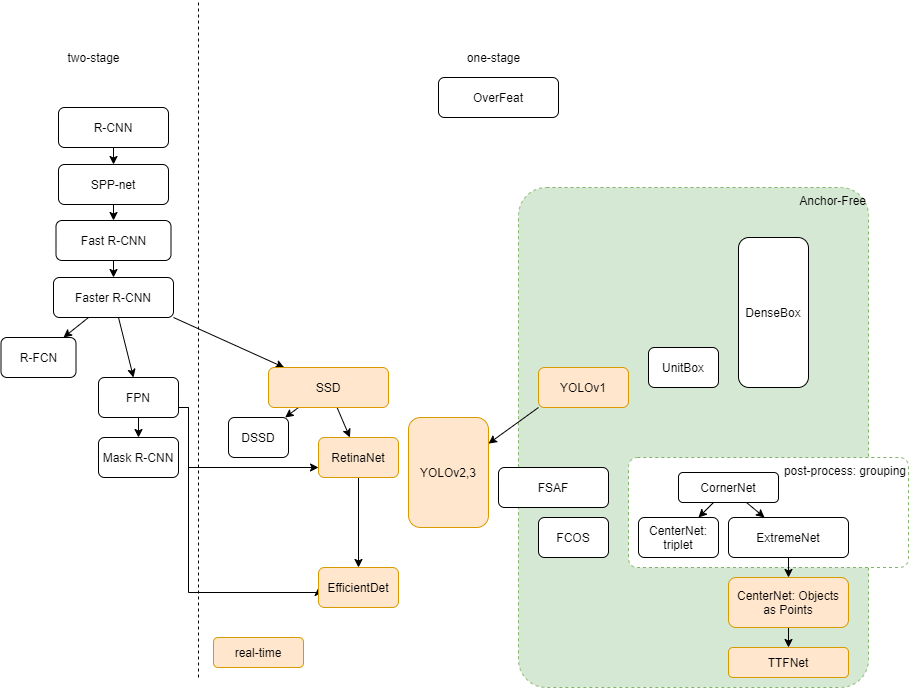 two-stage
one-stage
OverFeat
R-CNN
SPP-net
Anchor-Free
Fast R-CNN
Faster R-CNN
DenseBox
R-FCN
UnitBox
SSD
YOLOv1
FPN
DSSD
Mask R-CNN
RetinaNet
YOLOv2,3
post-process: grouping
FSAF
CornerNet
FCOS
CenterNet:
triplet
ExtremeNet
EfficientDet
CenterNet: Objects
as Points
real-time
TTFNet